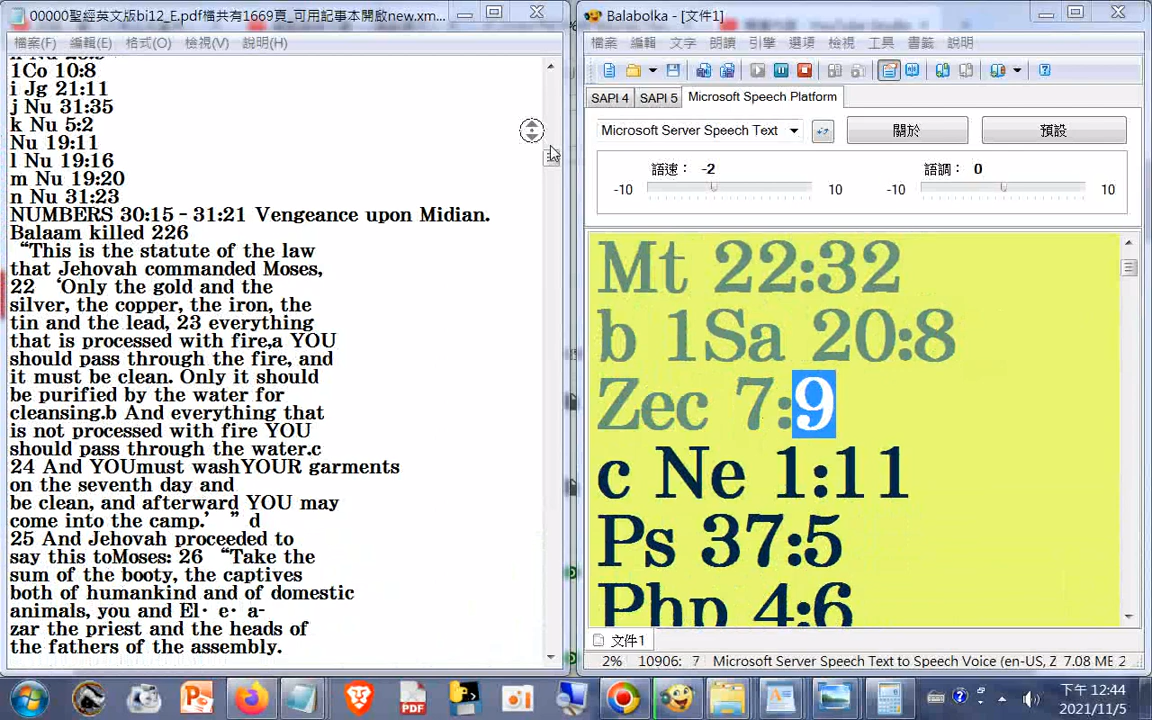 00000聖經英文版bi12_E.pdf檔共有1669頁_可用記事本開啟new.xm...
檔案(F) 編輯(E) 格式(O) 檢視(V) 說明(H)
1Co 10:8
i Jg 21:11
j Nu 31:35
k Nu 5:2
Nu 19:11
l Nu 19:16
m Nu 19:20
n Nu 31:23
NUMBERS 30:15 – 31:21 Vengeance upon Midian.
Balaam killed 226
“This is the statute of the law
that Jehovah commanded Moses,
22 ‘Only the gold and the
silver, the copper, the iron, the
tin and the lead, 23 everything
that is processed with fire,a YOU
should pass through the fire, and
it must be clean. Only it should
be purified by the water for
cleansing.b And everything that
is not processed with fire YOU
should pass through the water.c
24 And YOUmust washYOUR garments
on the seventh day and
be clean, and afterward YOU may
come into the camp.’ ” d
25 And Jehovah proceeded to
say this toMoses: 26 “Take the
sum of the booty, the captives
both of humankind and of domestic
animals, you and El· e· a-
zar the priest and the heads of
the fathers of the assembly.
Balabolka - [文件1]
檔案 編輯 文字 朗讀 引擎 選項 檢視 工具 書籤 說明
SAPI 4 SAPI 5 Microsoft Speech Platform
Microsoft Server Speech Text 關於 預設
語速: -2 語調: 0
-10 10 -10 10
Mt 22:32
b 1Sa 20:8
Zec 7:9
c Ne 1:11
Ps 37:5
Php 4:6
文件1
2% 10906: 7 Microsoft Server Speech Text to Speech Voice (en-US, Z 7.08 MB 2
PDF
下午 12:44
2021/11/5